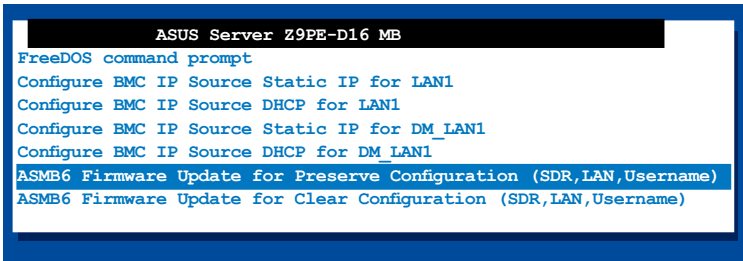 ASUS Server Z9PE-D16 MB
FreeDOS command prompt
Configure BMC IP Source Static IP for LAN1
Configure BMC IP Source DHCP for LAN1
Configure BMC IP Source Static IP for DM_LAN1
Configure BMC IP Source DHCP for DM_LAN1
ASMB6 Firmware Update for Preserve Configuration (SDR,LAN,Username)
ASMB6 Firmware Update for Clear Configuration (SDR,LAN,Username)